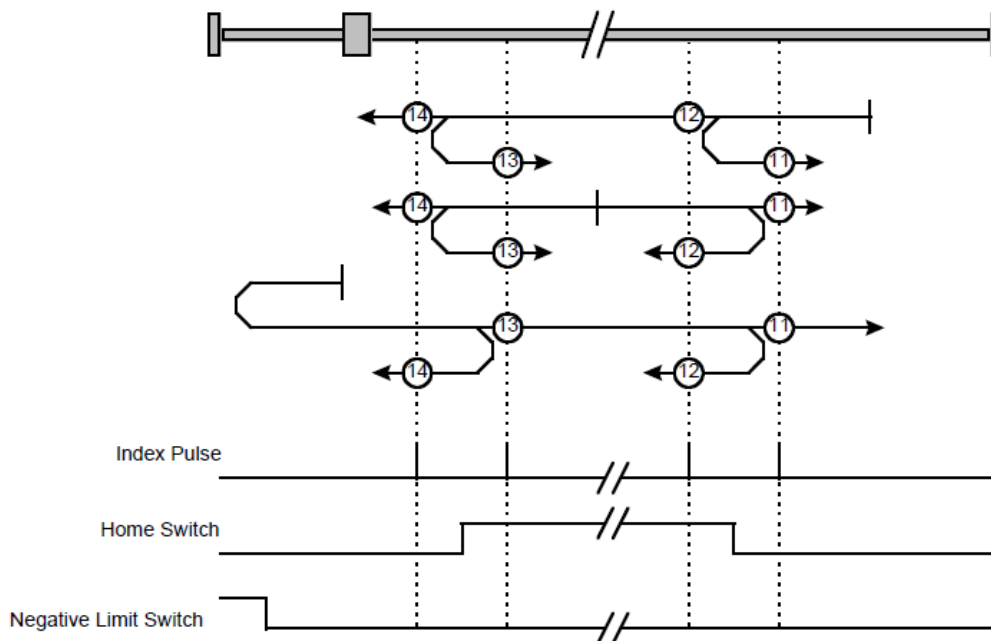 14 12
13 11
14 11
13 12
13 11
14 12
Index Pulse
Home Switch
Negative Limit Switch